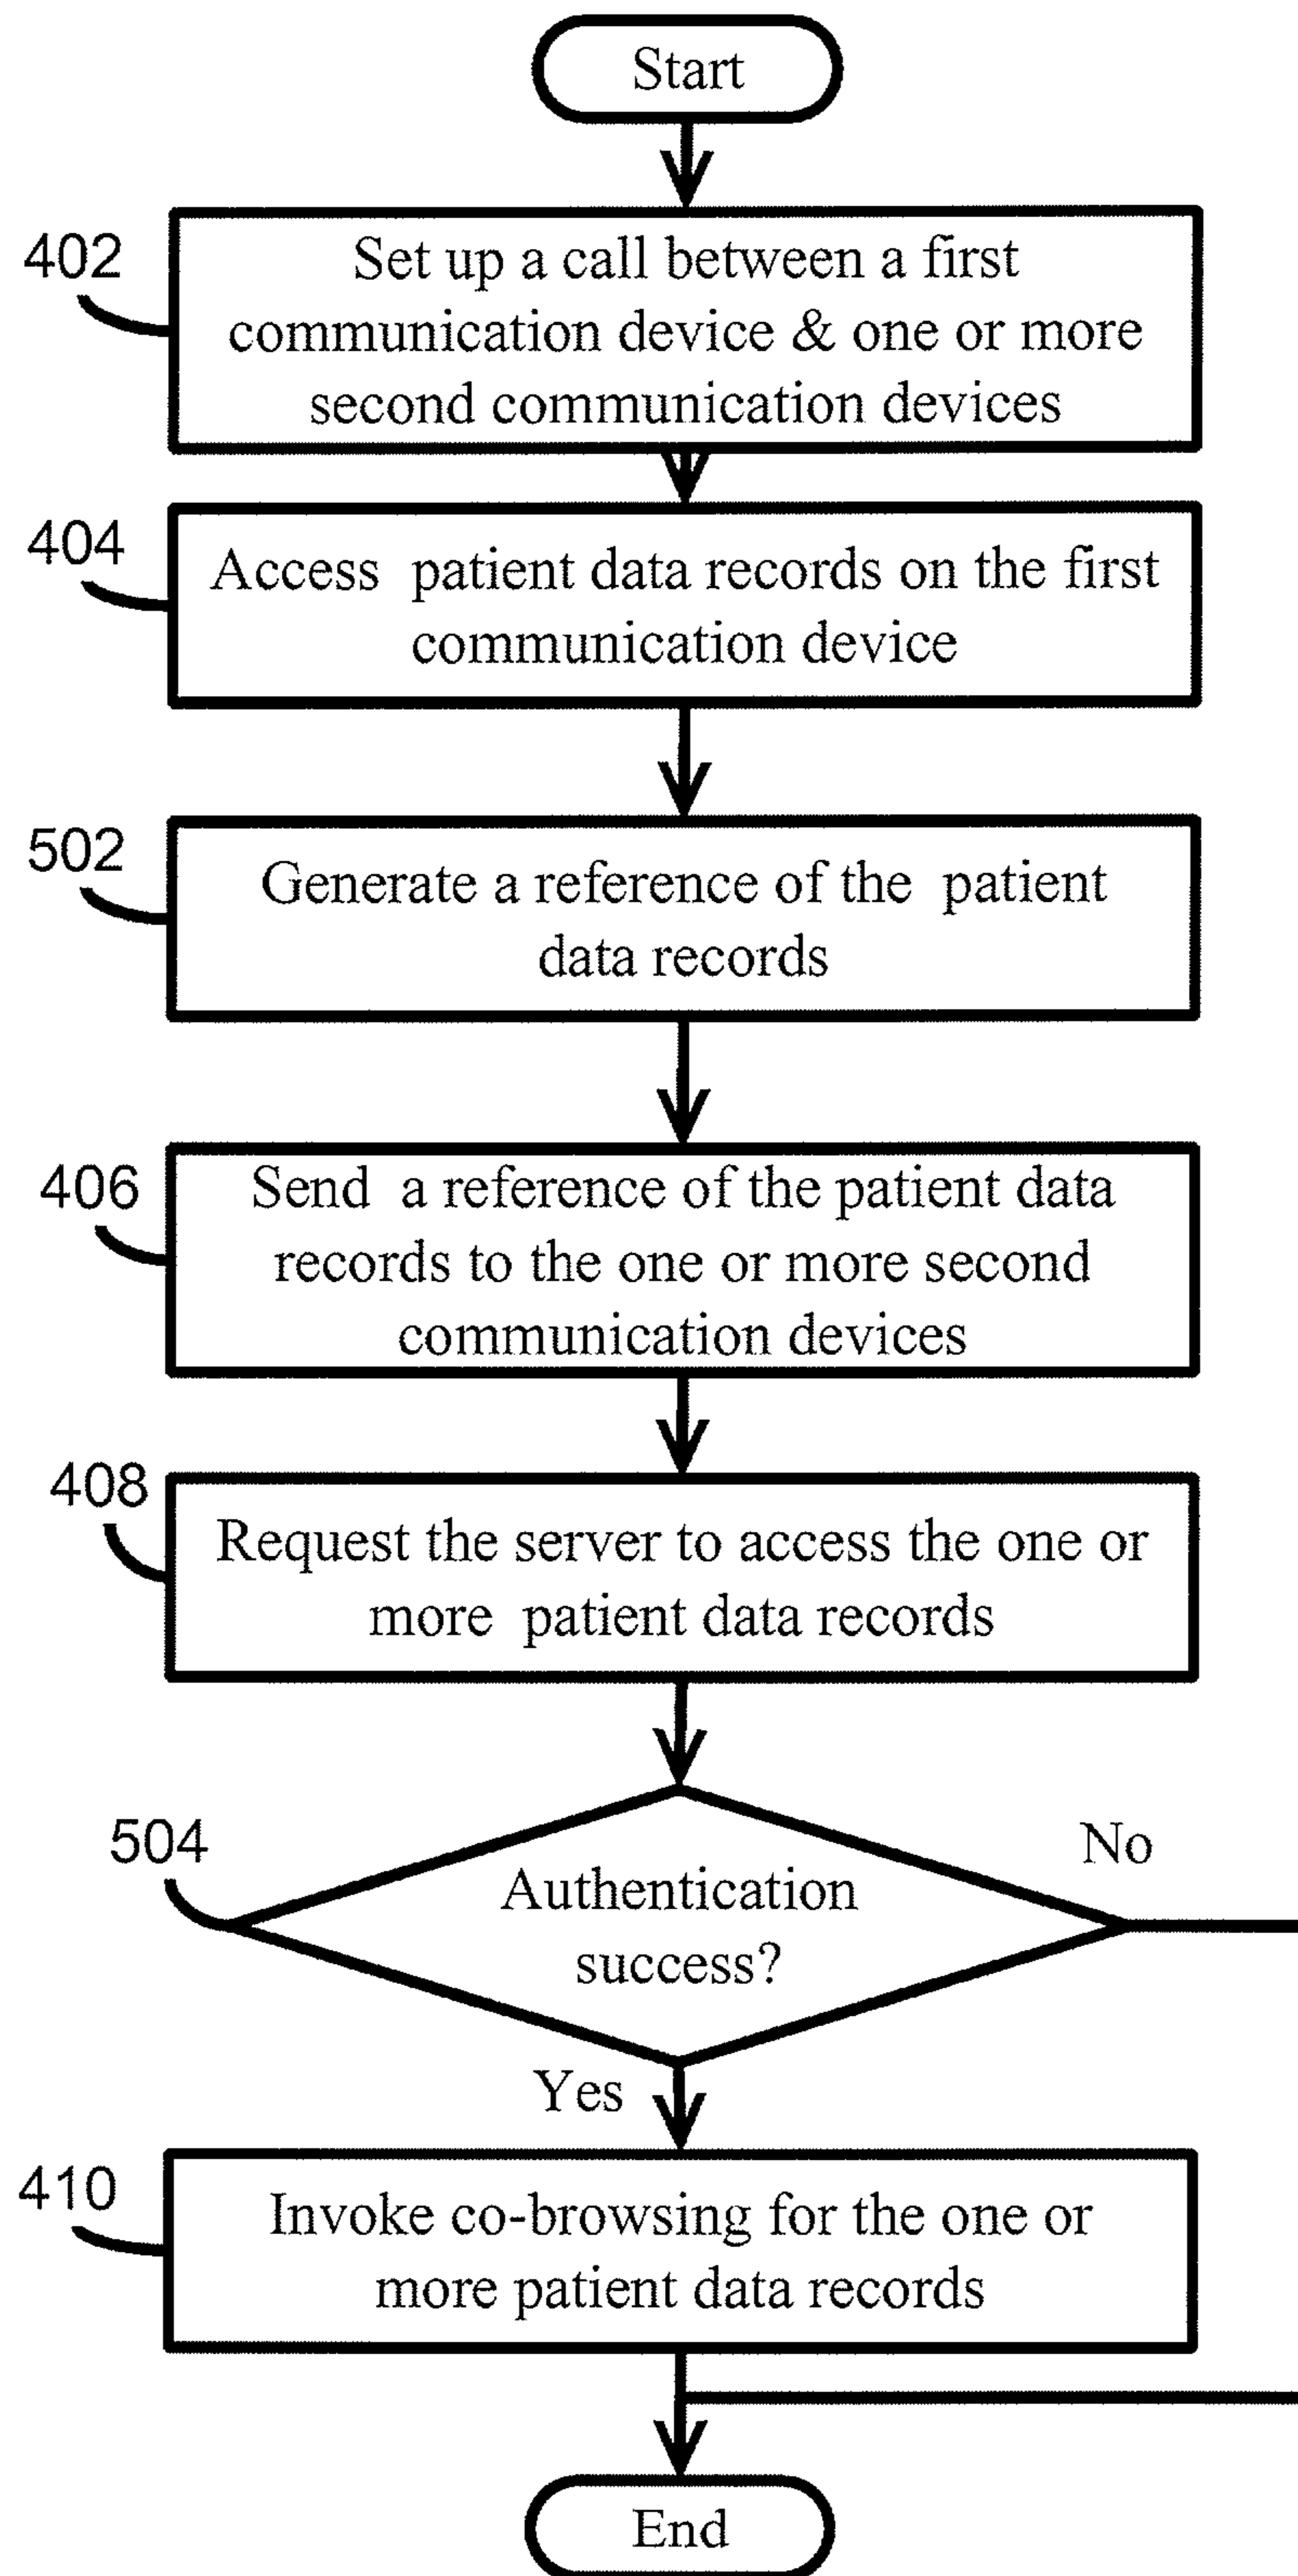 Start
402
Set up a call between a first
communication device & one or more
second communication devices
404
Access patient data records on the first
communication device
502
Generate a reference of the patient
data records
406
Send a reference of the patient data
records to the one or more second
communication devices
408
Request the server to access the one or
more patient data records
504
Authentication
success?
No
Yes
410
Invoke co-browsing for the one or
more patient data records
End